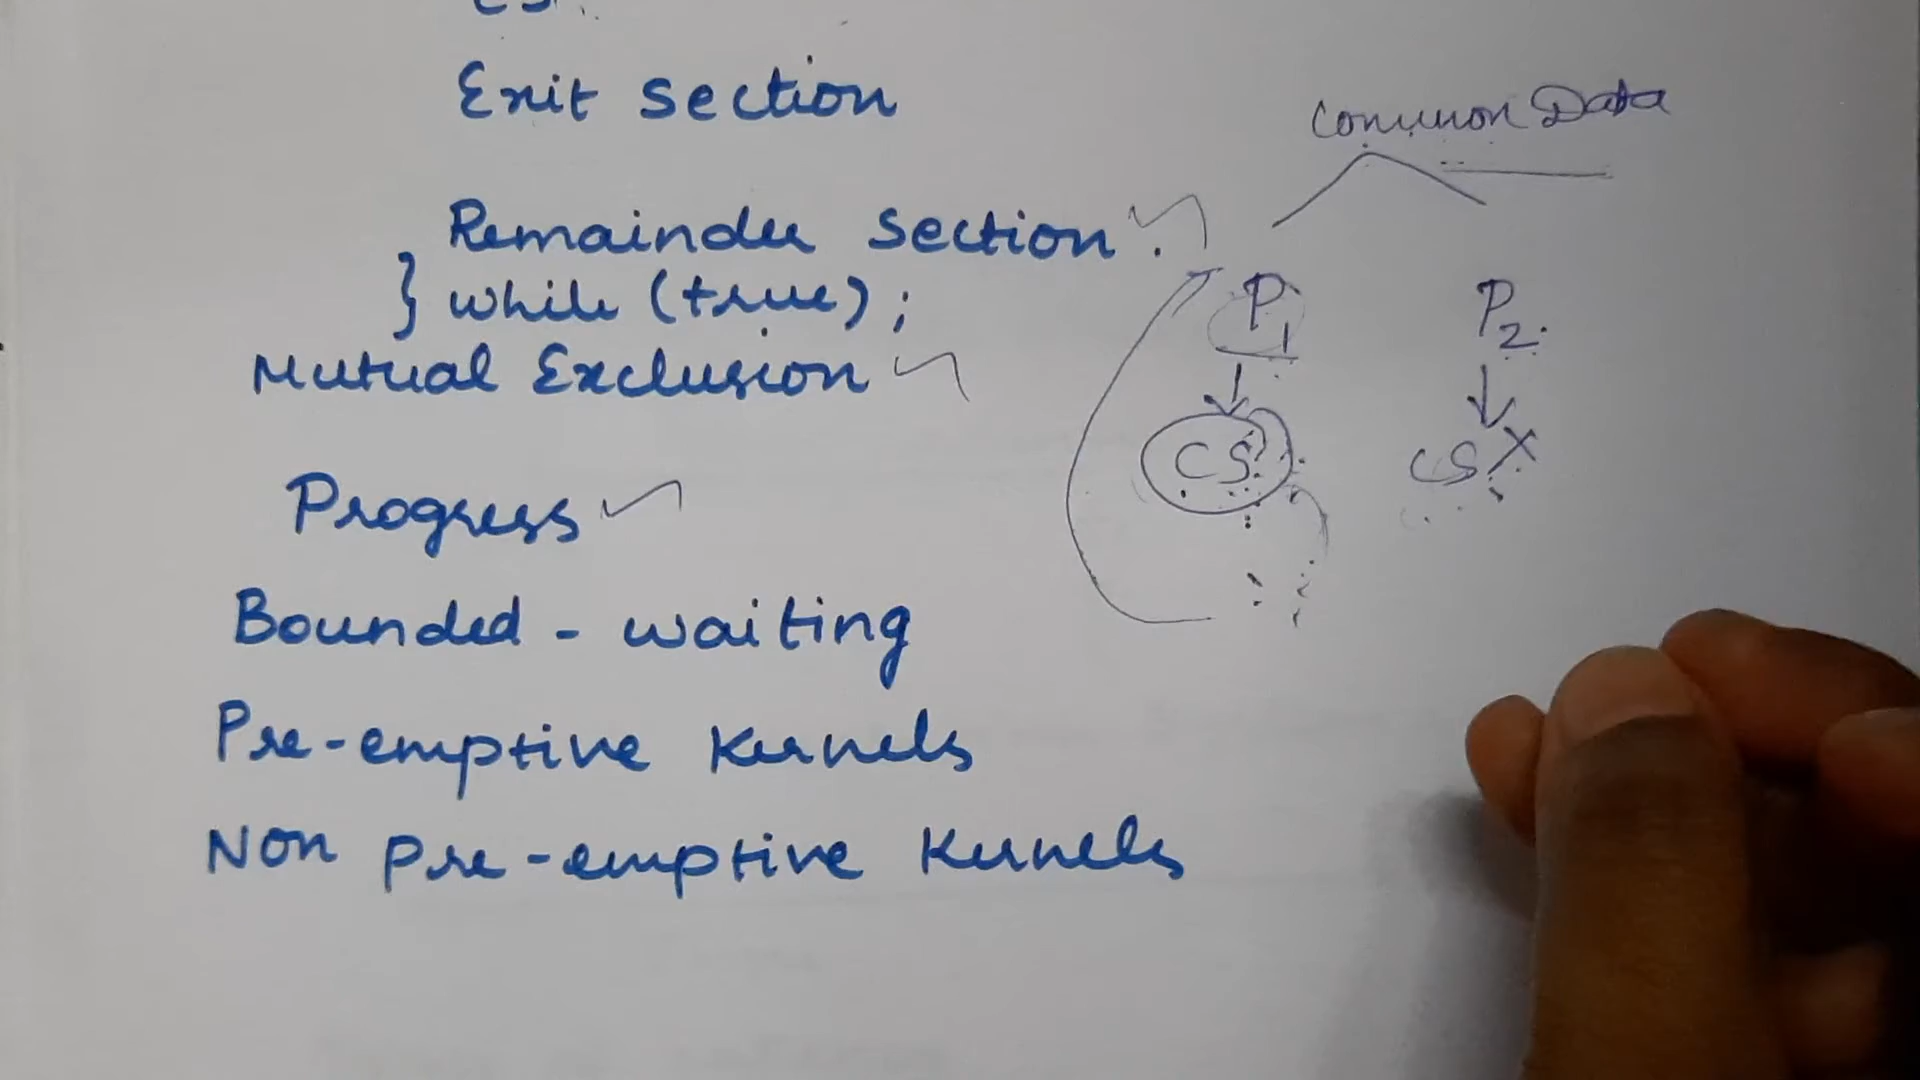 CS.
Exit section
Remainder section.
} while (true);
Mutual Exclusion
Progress
Bounded - waiting
Pre-emptive Kernels
Non pre-emptive Kernels
Common Data
P1 P2
CS CS X